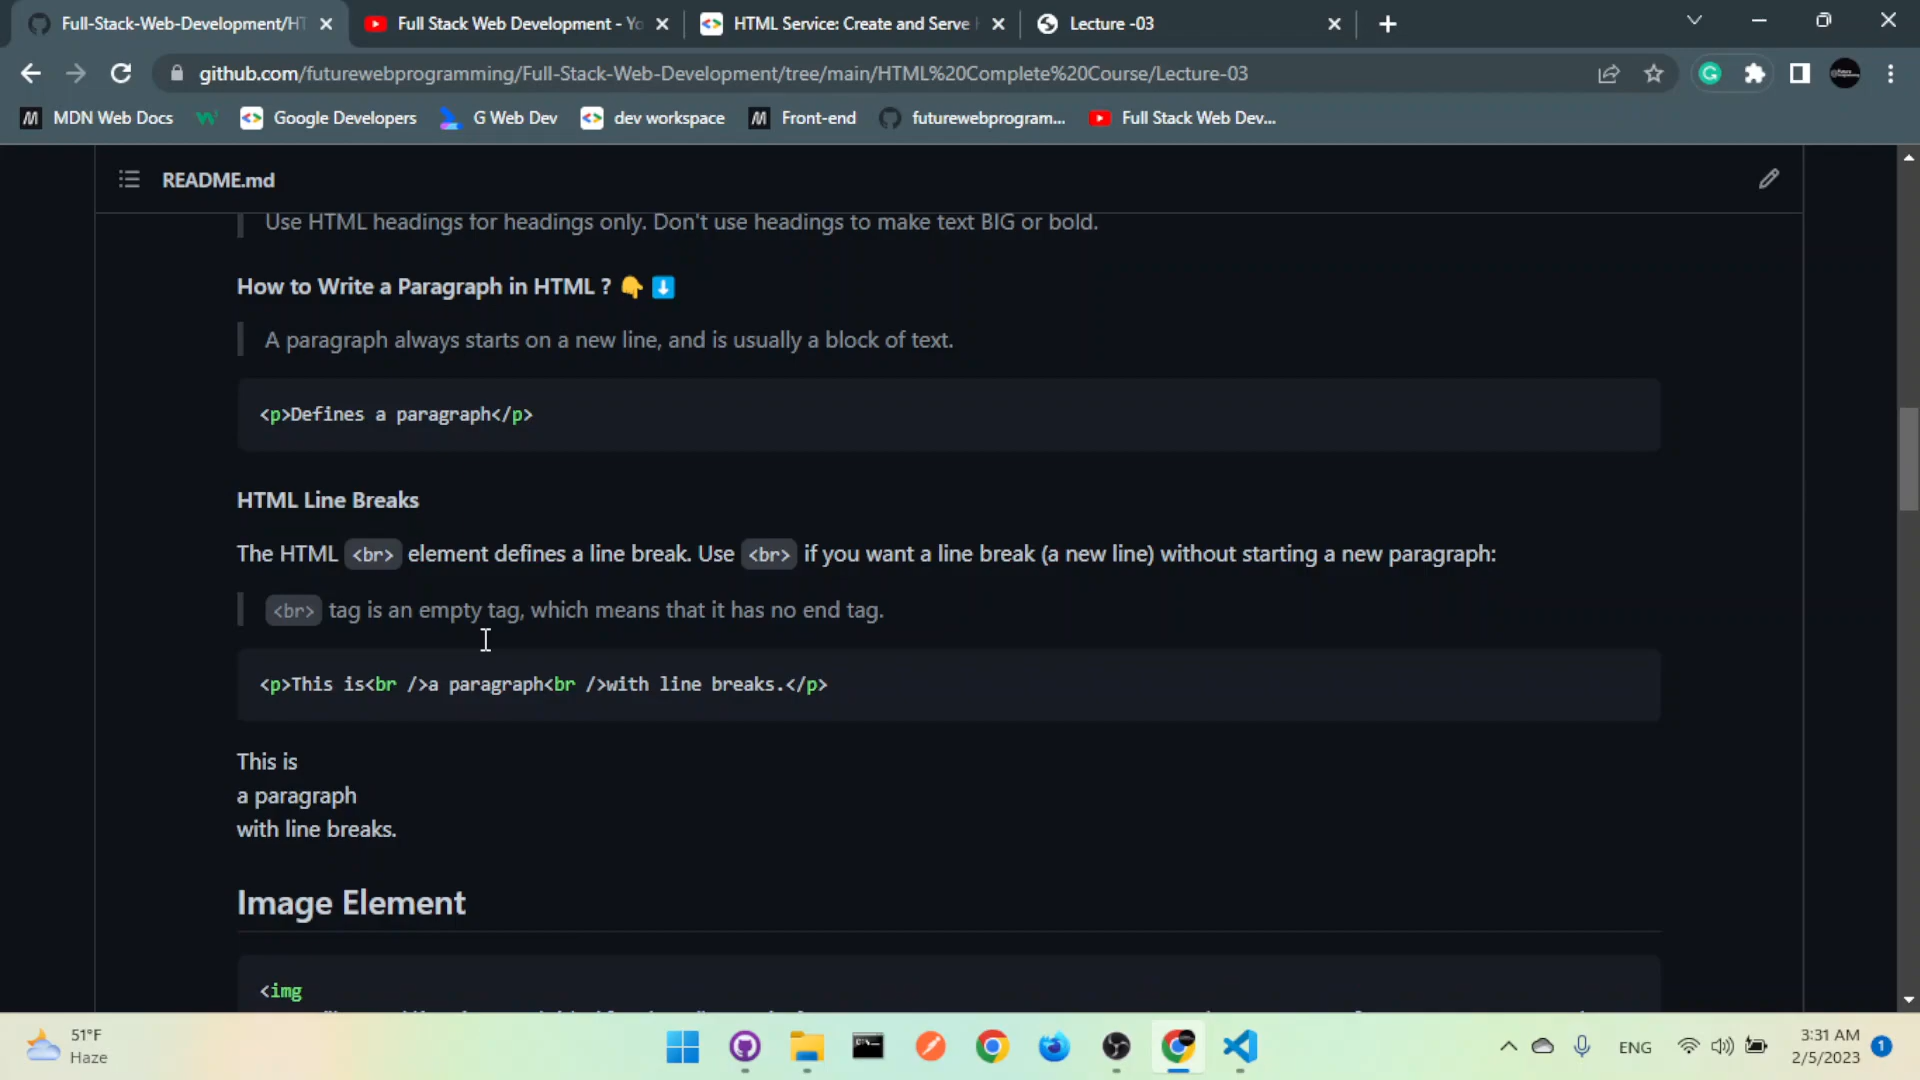 Full-Stack-Web-Development/HT
Full Stack Web Development - Yo
HTML Service: Create and Serve
Lecture -03
github.com/futurewebprogramming/Full-Stack-Web-Development/tree/main/HTML%20Complete%20Course/Lecture-03
MDN Web Docs
Google Developers
G Web Dev
dev workspace
Front-end
futurewebprogram...
Full Stack Web Dev...
README.md
Use HTML headings for headings only. Don't use headings to make text BIG or bold.
How to Write a Paragraph in HTML ? 👇 ⬇️
A paragraph always starts on a new line, and is usually a block of text.
<p>Defines a paragraph</p>
HTML Line Breaks
The HTML <br> element defines a line break. Use <br> if you want a line break (a new line) without starting a new paragraph:
<br> tag is an empty tag, which means that it has no end tag.
<p>This is<br />a paragraph<br />with line breaks.</p>
This is
a paragraph
with line breaks.
Image Element
<img
51°F
Haze
ENG
3:31 AM
2/5/2023
1